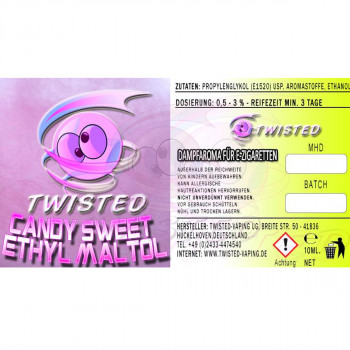 TWISTED
CANDY SWEET
ETHYL MALTOL
ZUTATEN: PROPYLENGLYKOL (E1520) USP, AROMASTOFFE, ETHANOL
DOSIERUNG: 0,5 - 3 % - REIFEZEIT MIN. 3 TAGE
TWISTED
DAMPFAROMA FÜR E-ZIGARETTEN
MHD
AUßERHALB DER REICHWEITE
VON KINDERN AUFBEWAHREN
KANN ALLERGISCHE
HAUTREAKTIONEN HERVORRUFEN.
NICHT UNVERDÜNNT VERWENDEN.
VOR GEBRAUCH SCHÜTTELN
KÜHL UND TROCKEN LAGERN.
BATCH
HERSTELLER: TWISTED-VAPING UG, BREITE STR. 50 - 41836
HÜCKELHOVEN,DEUTSCHLAND.
TEL. +49 (0)2433-4474540
INTERNET: WWW.TWISTED-VAPING.DE
Achtung
10ML.
NET